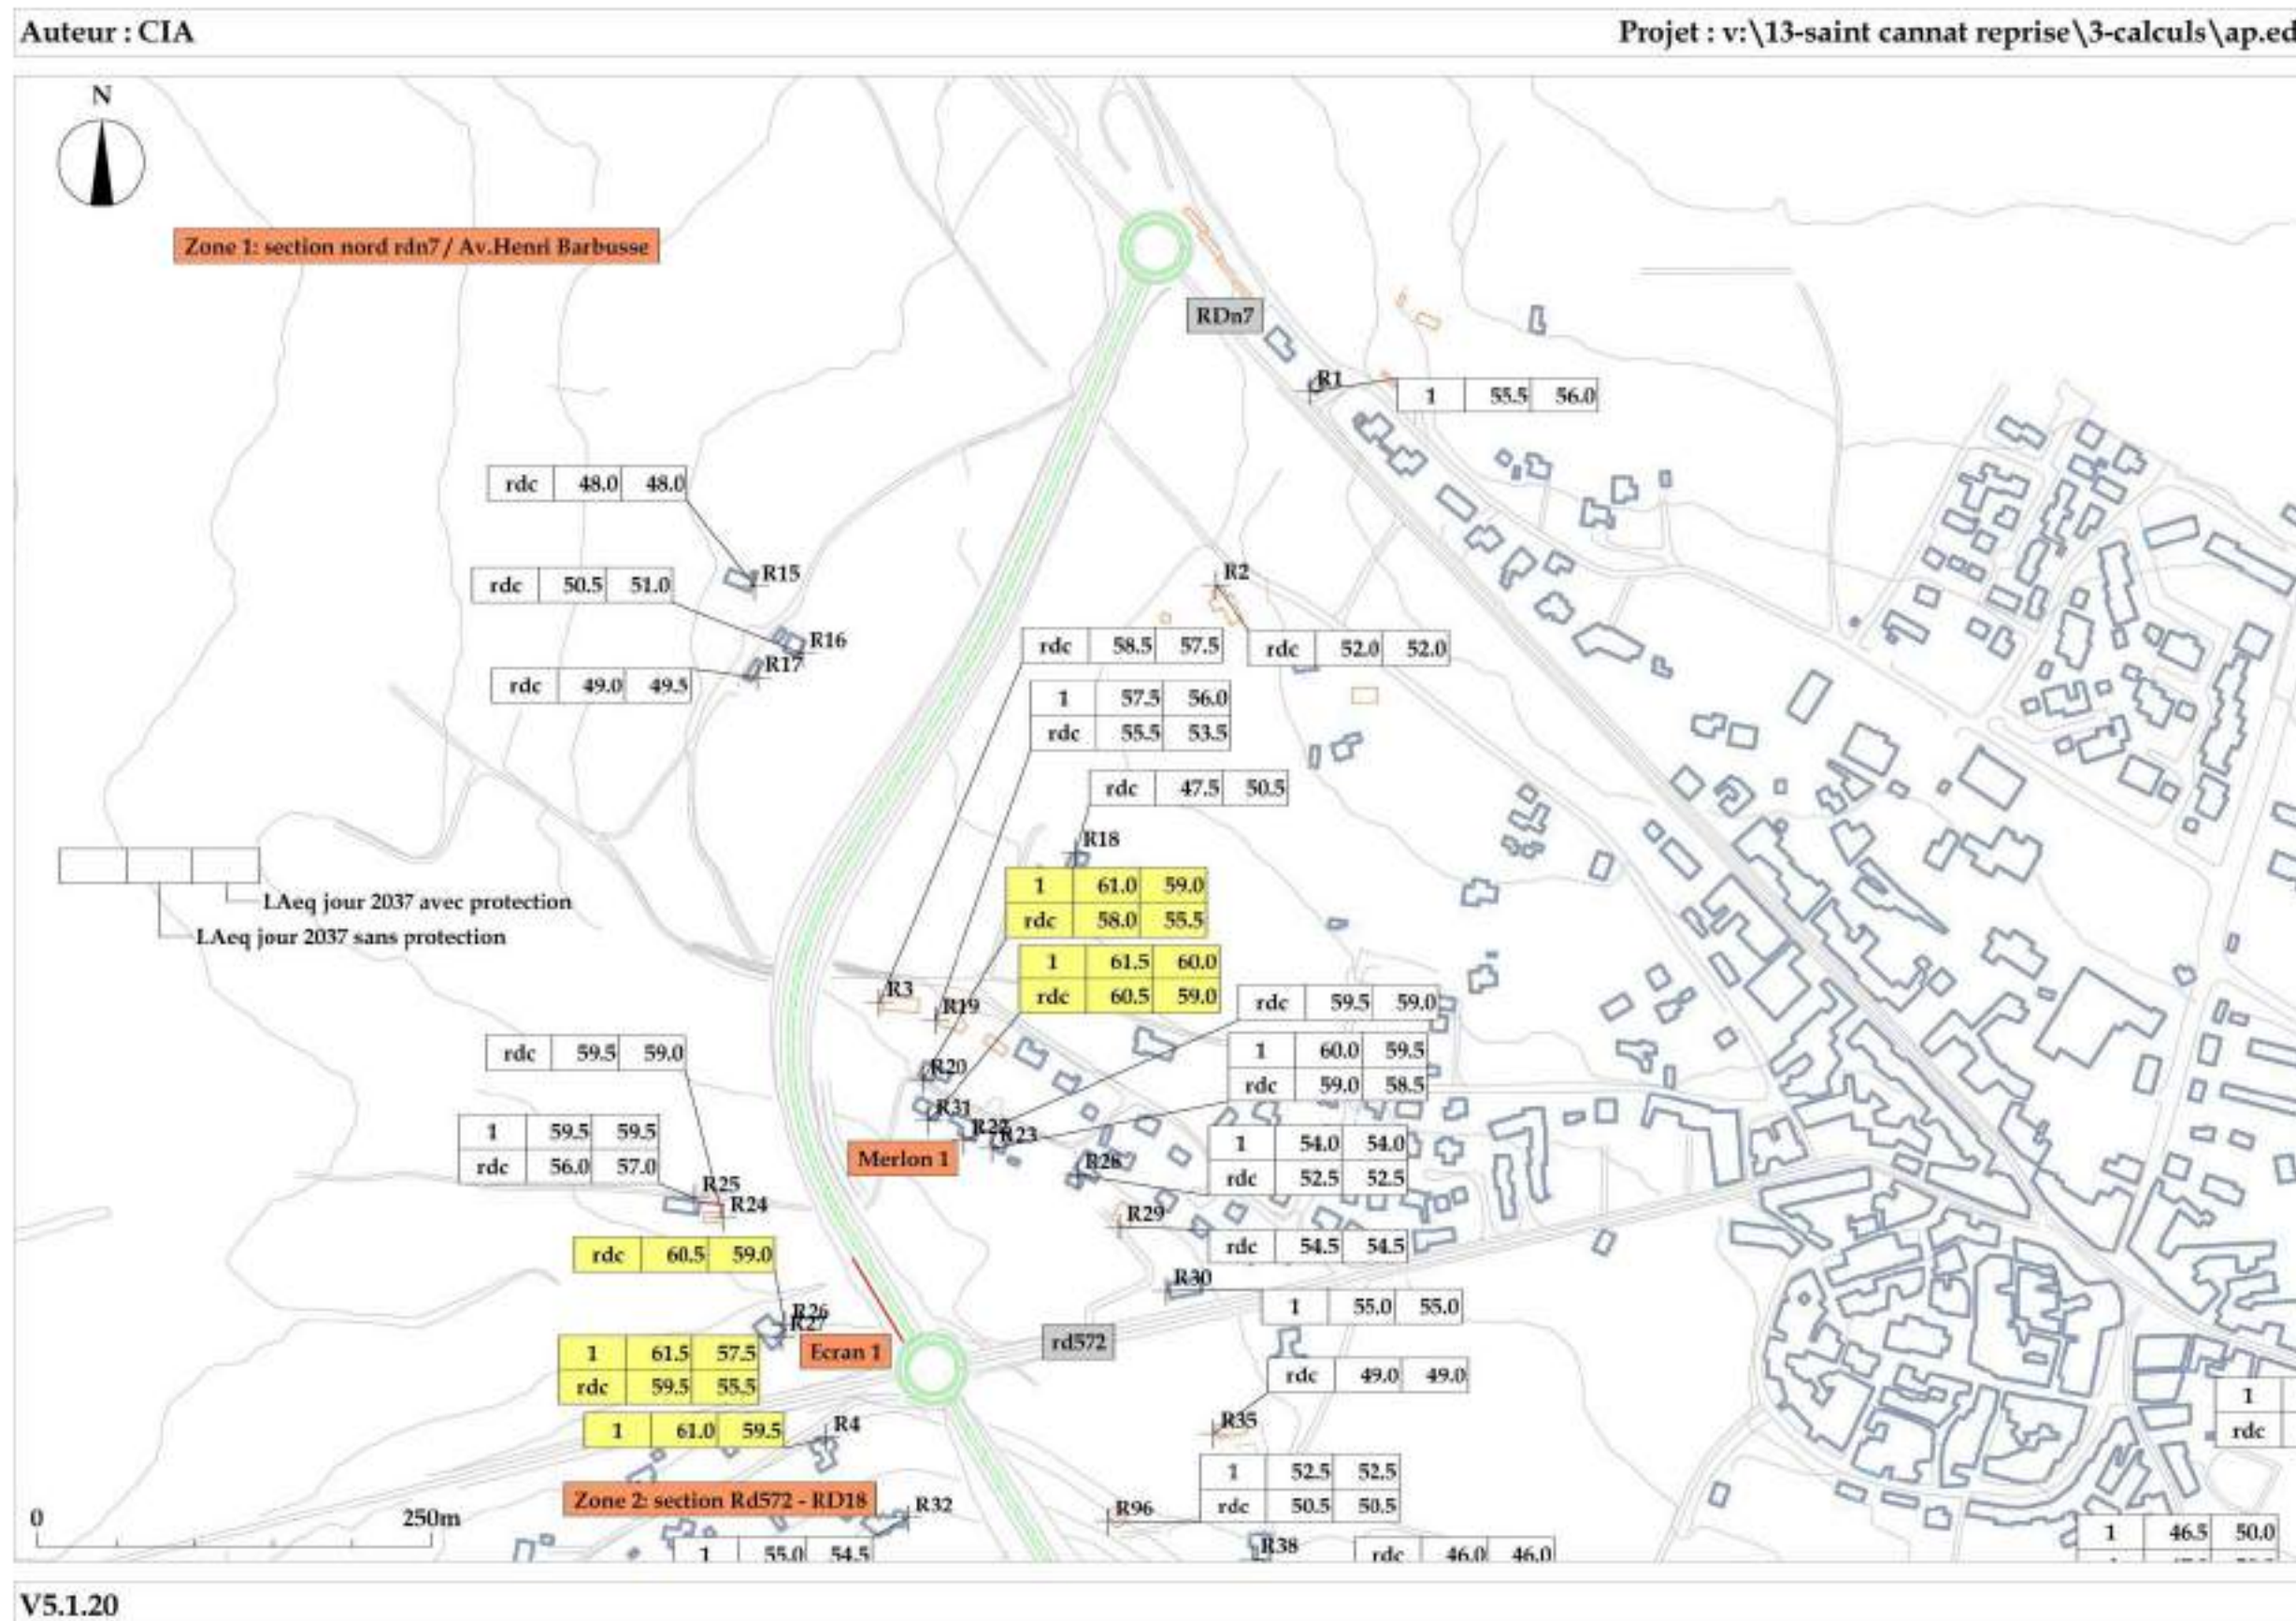 Auteur : CIA
Projet : v:\13-saint cannat reprise\3-calculs\ap.ed
N
Zone 1: section nord rdn7 / Av.Henri Barbusse
RDn7
R1
1 55.5 56.0
rdc 48.0 48.0
R15
R2
rdc 50.5 51.0
R16
rdc 58.5 57.5
rdc 52.0 52.0
R17
rdc 49.0 49.5
1 57.5 56.0
rdc 55.5 53.5
rdc 47.5 50.5
R18
1 61.0 59.0
rdc 58.0 55.5
LAeq jour 2037 avec protection
LAeq jour 2037 sans protection
1 61.5 60.0
rdc 60.5 59.0
R3
R19
rdc 59.5 59.0
rdc 59.5 59.0
1 60.0 59.5
rdc 59.0 58.5
R20
R31
R22
R23
1 59.5 59.5
rdc 56.0 57.0
Merlon 1
1 54.0 54.0
rdc 52.5 52.5
R28
R25
R24
R29
rdc 60.5 59.0
rdc 54.5 54.5
R30
1 55.0 55.0
R26
R27
Ecran 1
rd572
1 61.5 57.5
rdc 59.5 55.5
rdc 49.0 49.0
1 61.0 59.5
R4
R35
1
rdc
1 52.5 52.5
rdc 50.5 50.5
Zone 2: section Rd572 - RD18
R32
R96
0 250m
1 55.0 54.5
R38
rdc 46.0 46.0
1 46.5 50.0
V5.1.20